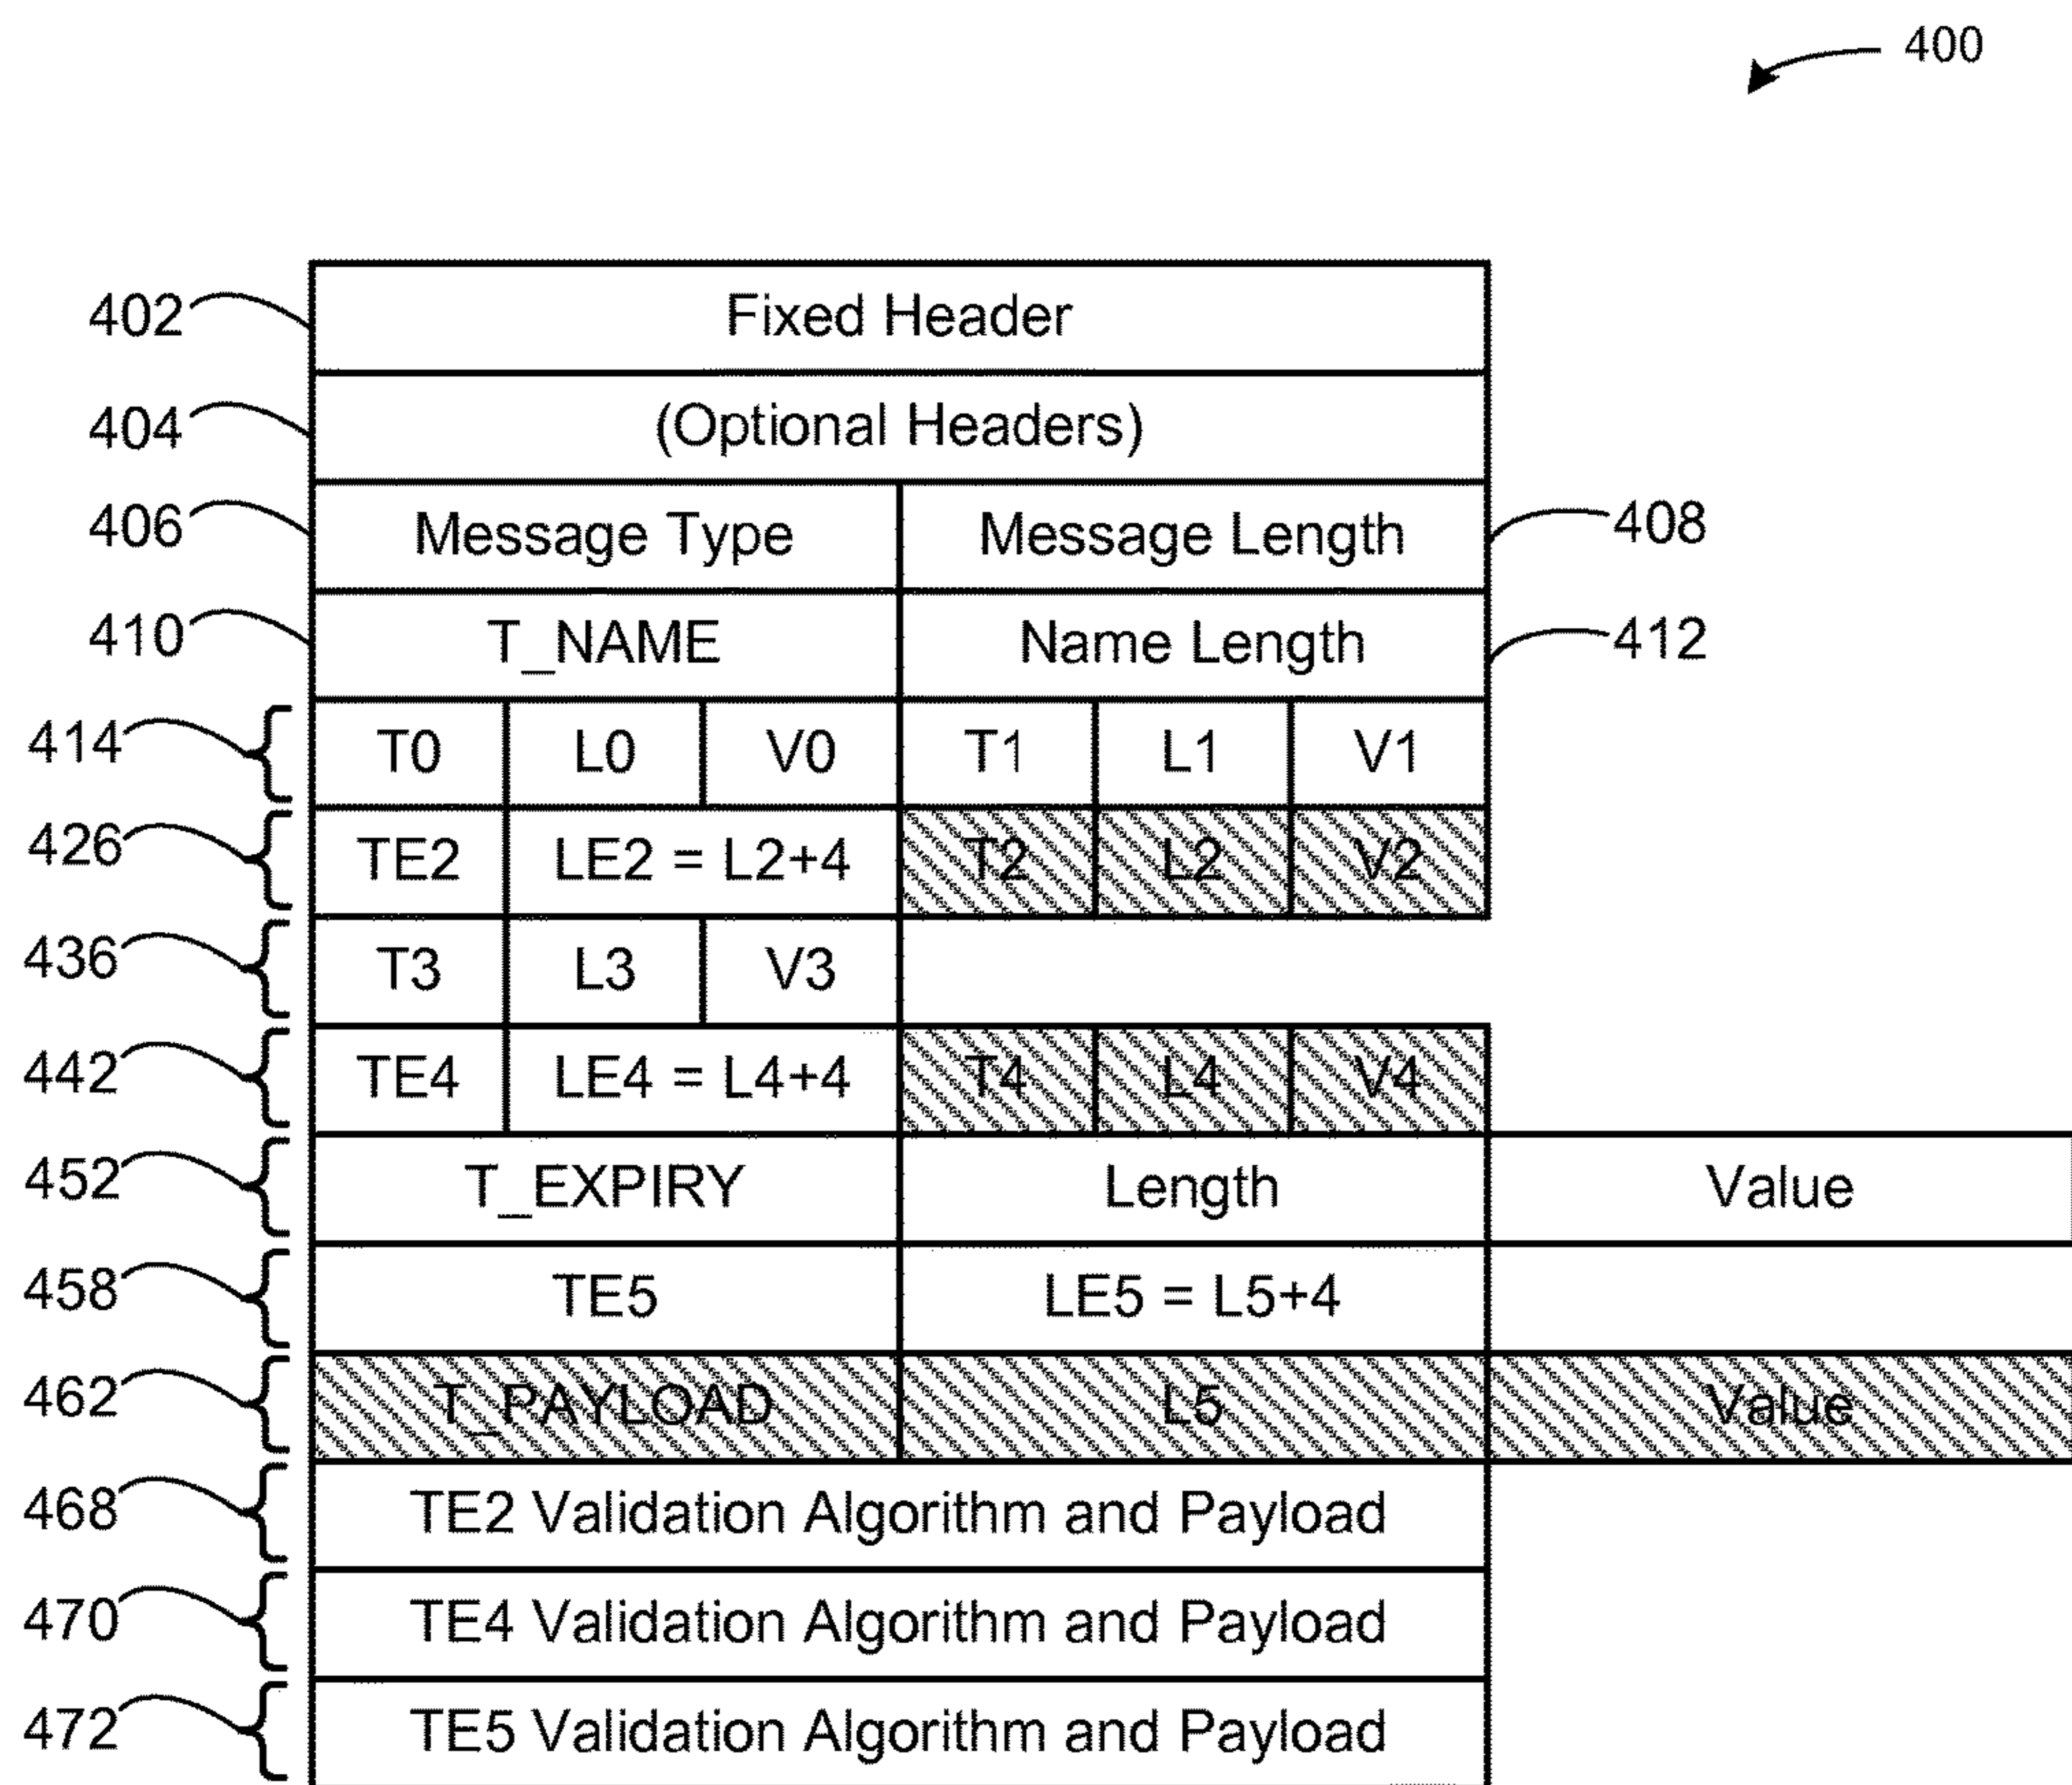 400
402 Fixed Header
404 (Optional Headers)
406 Message Type Message Length 408
410 T_NAME Name Length 412
414 T0 L0 V0 T1 L1 V1
426 TE2 LE2 = L2+4 T2 L2 V2
436 T3 L3 V3
442 TE4 LE4 = L4+4 T4 L4 V4
452 T_EXPIRY Length Value
458 TE5 LE5 = L5+4
462 T_PAYLOAD L5 Value
468 TE2 Validation Algorithm and Payload
470 TE4 Validation Algorithm and Payload
472 TE5 Validation Algorithm and Payload